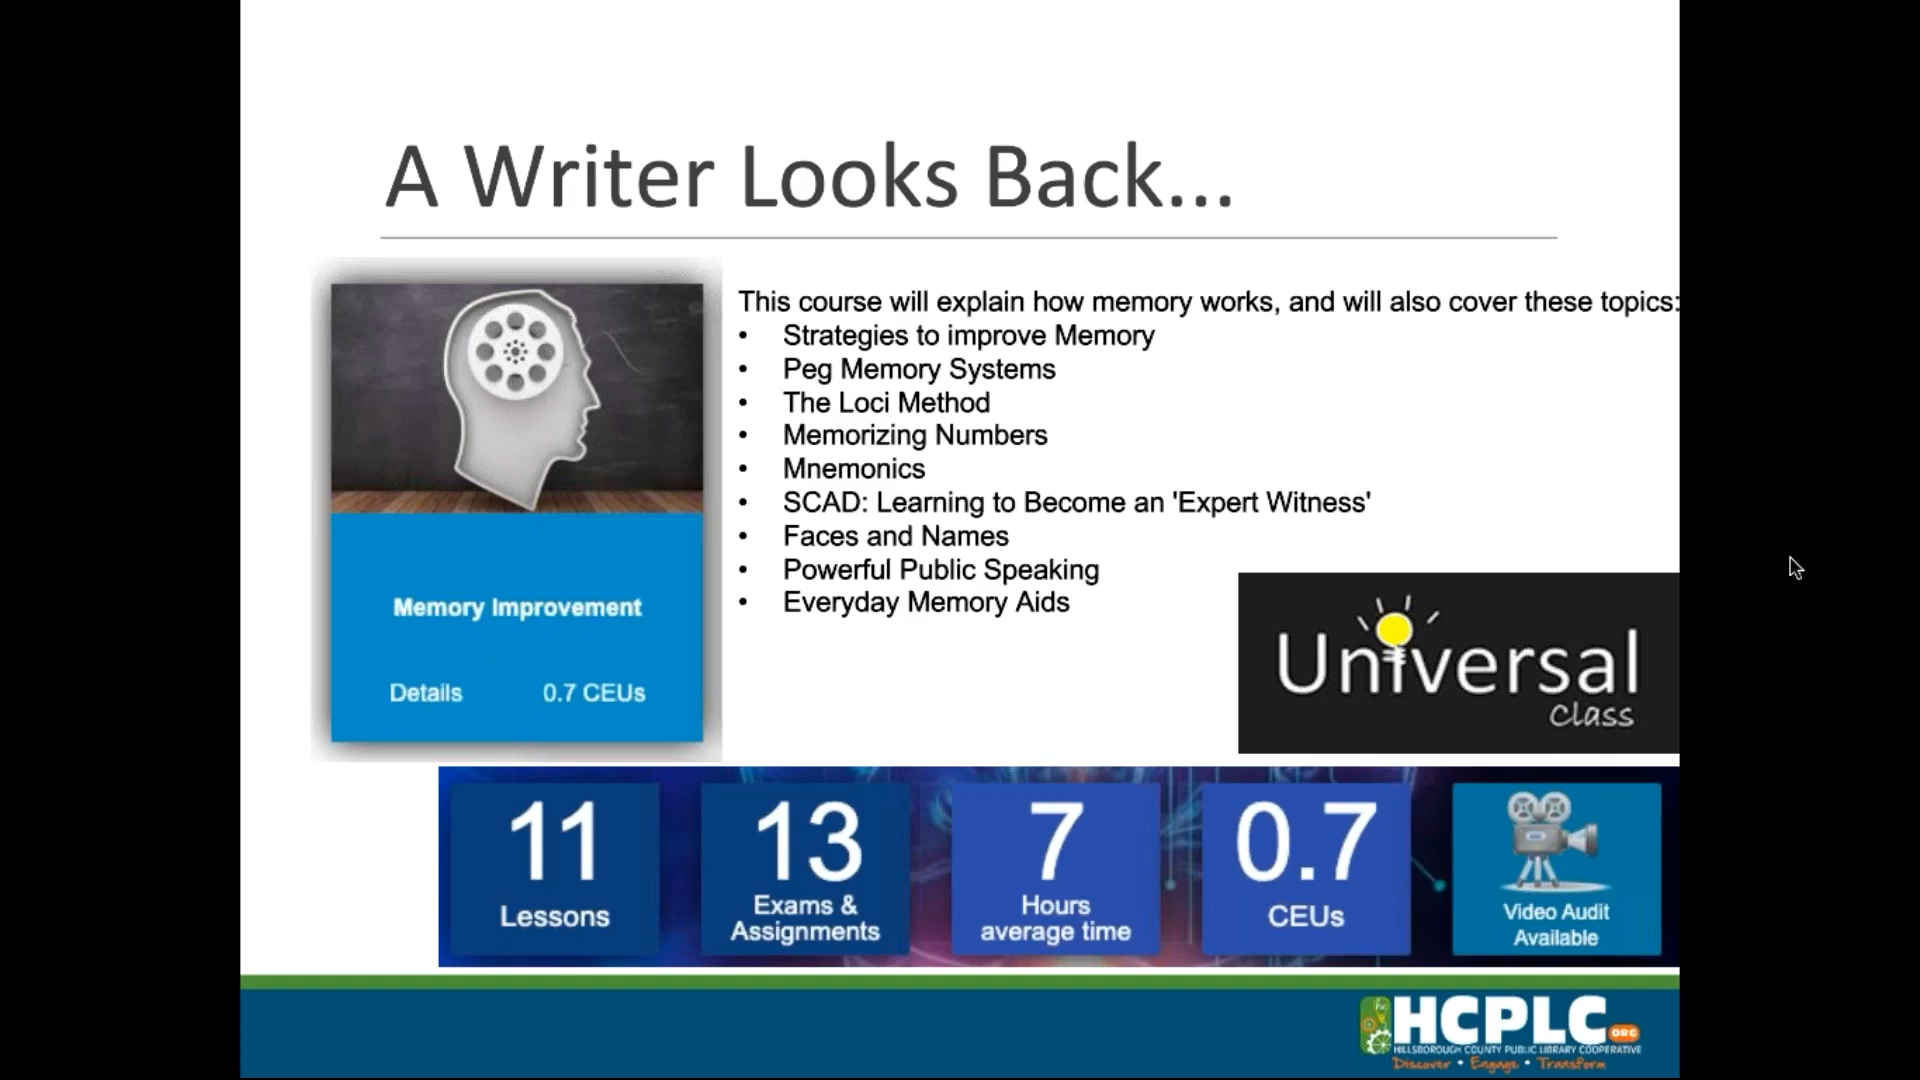 A Writer Looks Back...
This course will explain how memory works, and will also cover these topics:
• Strategies to improve Memory
• Peg Memory Systems
• The Loci Method
• Memorizing Numbers
• Mnemonics
• SCAD: Learning to Become an 'Expert Witness'
• Faces and Names
• Powerful Public Speaking
• Everyday Memory Aids
Memory Improvement
Details 0.7 CEUs
Universal
Class
11
Lessons
13
Exams &
Assignments
7
Hours
average time
0.7
CEUs
Video Audit
Available
HCPLC.ORG
HILLSBOROUGH COUNTY PUBLIC LIBRARY COOPERATIVE
Discover • Engage • Transform